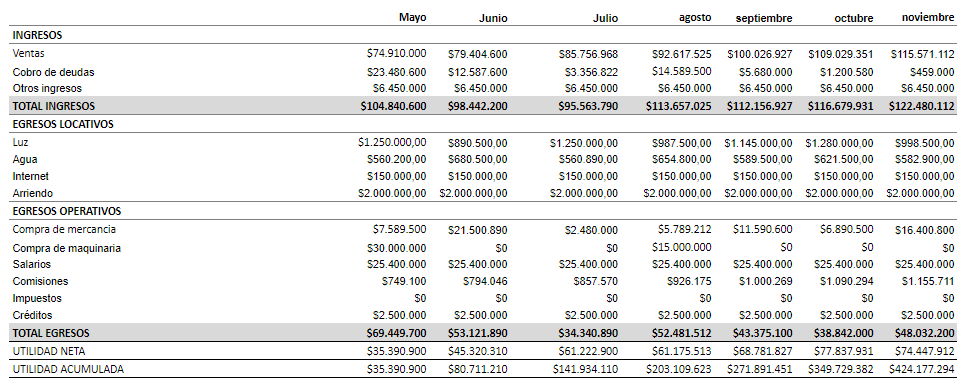 Mayo Junio Julio agosto septiembre octubre noviembre
INGRESOS
Ventas $74.910.000 $79.404.600 $85.756.968 $92.617.525 $100.026.927 $109.029.351 $115.571.112
Cobro de deudas $23.480.600 $12.587.600 $3.356.822 $14.589.500 $5.680.000 $1.200.580 $459.000
Otros ingresos $6.450.000 $6.450.000 $6.450.000 $6.450.000 $6.450.000 $6.450.000 $6.450.000
TOTAL INGRESOS $104.840.600 $98.442.200 $95.563.790 $113.657.025 $112.156.927 $116.679.931 $122.480.112
EGRESOS LOCATIVOS
Luz $1.250.000,00 $890.500,00 $1.250.000,00 $987.500,00 $1.145.000,00 $1.280.000,00 $998.500,00
Agua $560.200,00 $680.500,00 $560.890,00 $654.800,00 $589.500,00 $621.500,00 $582.900,00
Internet $150.000,00 $150.000,00 $150.000,00 $150.000,00 $150.000,00 $150.000,00 $150.000,00
Arriendo $2.000.000,00 $2.000.000,00 $2.000.000,00 $2.000.000,00 $2.000.000,00 $2.000.000,00 $2.000.000,00
EGRESOS OPERATIVOS
Compra de mercancia $7.589.500 $21.500.890 $2.480.000 $5.789.212 $11.590.600 $6.890.500 $16.400.800
Compra de maquinaria $30.000.000 $0 $0 $15.000.000 $0 $0 $0
Salarios $25.400.000 $25.400.000 $25.400.000 $25.400.000 $25.400.000 $25.400.000 $25.400.000
Comisiones $749.100 $794.046 $857.570 $926.175 $1.000.269 $1.090.294 $1.155.711
Impuestos $0 $0 $0 $0 $0 $0 $0
Créditos $2.500.000 $2.500.000 $2.500.000 $2.500.000 $2.500.000 $2.500.000 $2.500.000
TOTAL EGRESOS $69.449.700 $53.121.890 $34.340.890 $52.481.512 $43.375.100 $38.842.000 $48.032.200
UTILIDAD NETA $35.390.900 $45.320.310 $61.222.900 $61.175.513 $68.781.827 $77.837.931 $74.447.912
UTILIDAD ACUMULADA $35.390.900 $80.711.210 $141.934.110 $203.109.623 $271.891.451 $349.729.382 $424.177.294